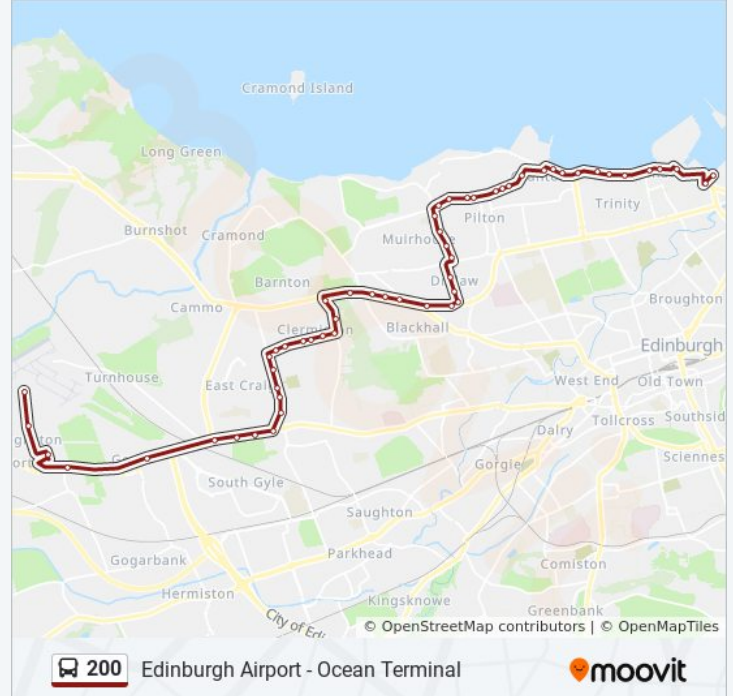 Cramond Island
Long Green
Trinity
Pilton
Burnshot
Cramond
Muirhouse
Barnton
Cammo
Broughton
Blackhall
Edinburgh
Turnhouse
East Crai
West End
Old Town
Tollcross
Southsid
Dalry
Sciennes
Gorgie
South Gyle
Saughton
Parkhead
Gogarbank
Comiston
Hermiston
Kingsknowe
Greenbank
City of Edi
© OpenStreetMap contributors | © OpenMapTiles
200 Edinburgh Airport - Ocean Terminal
moovit